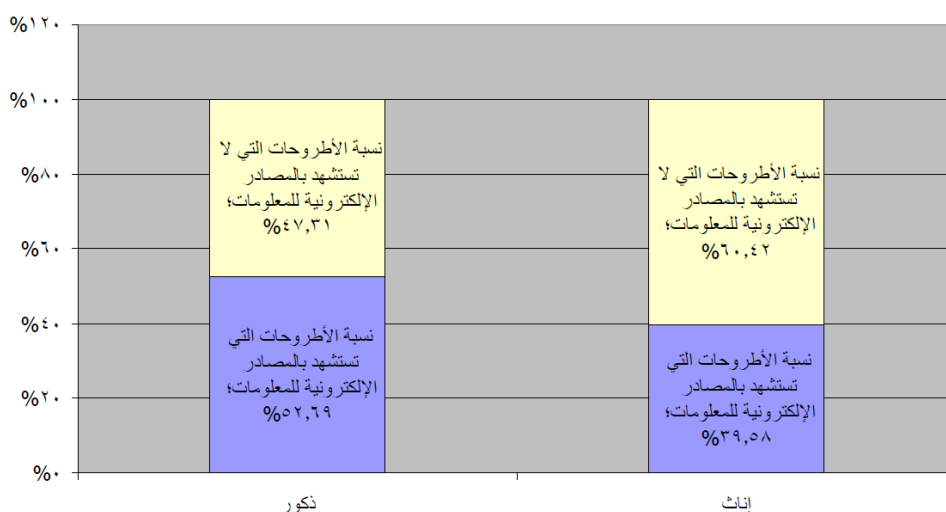 %١٢٠
%١٠٠
%٨٠
%٦٠
%٤٠
%٢٠
%٠
نسبة الأطروحات التي لا
تستشهد بالمصادر
الإلكترونية للمعلومات؛
%٤٧,٣١
نسبة الأطروحات التي
تستشهد بالمصادر
الإلكترونية للمعلومات؛
%٥٢,٦٩
نسبة الأطروحات التي لا
تستشهد بالمصادر
الإلكترونية للمعلومات؛
%٦٠,٤٢
نسبة الأطروحات التي
تستشهد بالمصادر
الإلكترونية للمعلومات؛
%٣٩,٥٨
ذكور
إناث